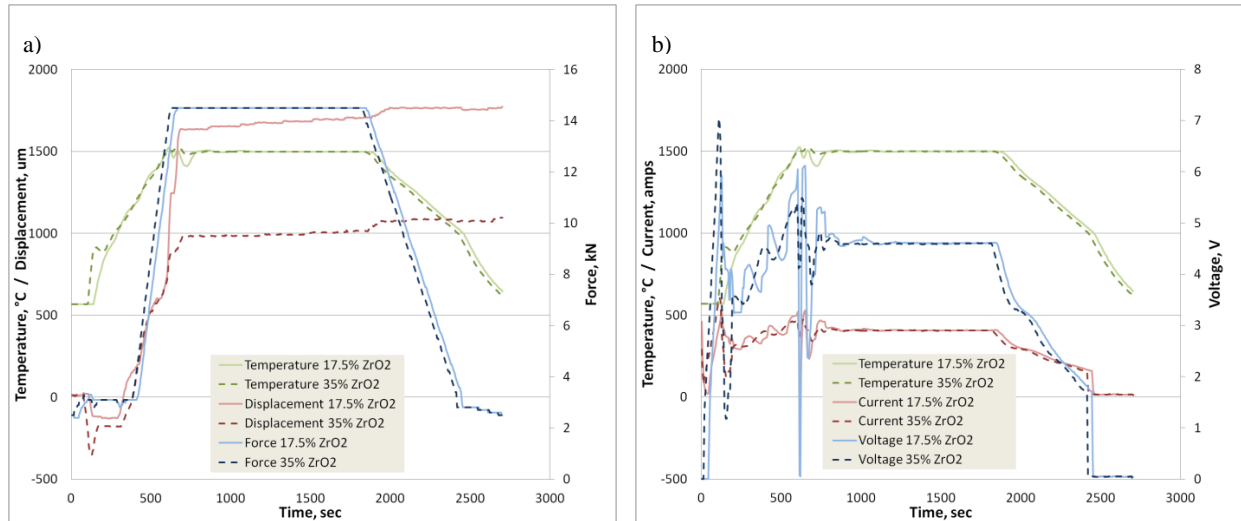 a)
2000
1500
1000
500
0
-500
16
14
12
10
8
6
4
2
0
0 500 1000 1500 2000 2500 3000
Temperature, °C / Displacement, um
Force, kN
Time, sec
Temperature 17.5% ZrO2
Temperature 35% ZrO2
Displacement 17.5% ZrO2
Displacement 35% ZrO2
Force 17.5% ZrO2
Force 35% ZrO2
b)
2000
1500
1000
500
0
-500
8
7
6
5
4
3
2
1
0
0 500 1000 1500 2000 2500 3000
Temperature, °C / Current, amps
Voltage, V
Time, sec
Temperature 17.5% ZrO2
Temperature 35% ZrO2
Current 17.5% ZrO2
Current 35% ZrO2
Voltage 17.5% ZrO2
Voltage 35% ZrO2